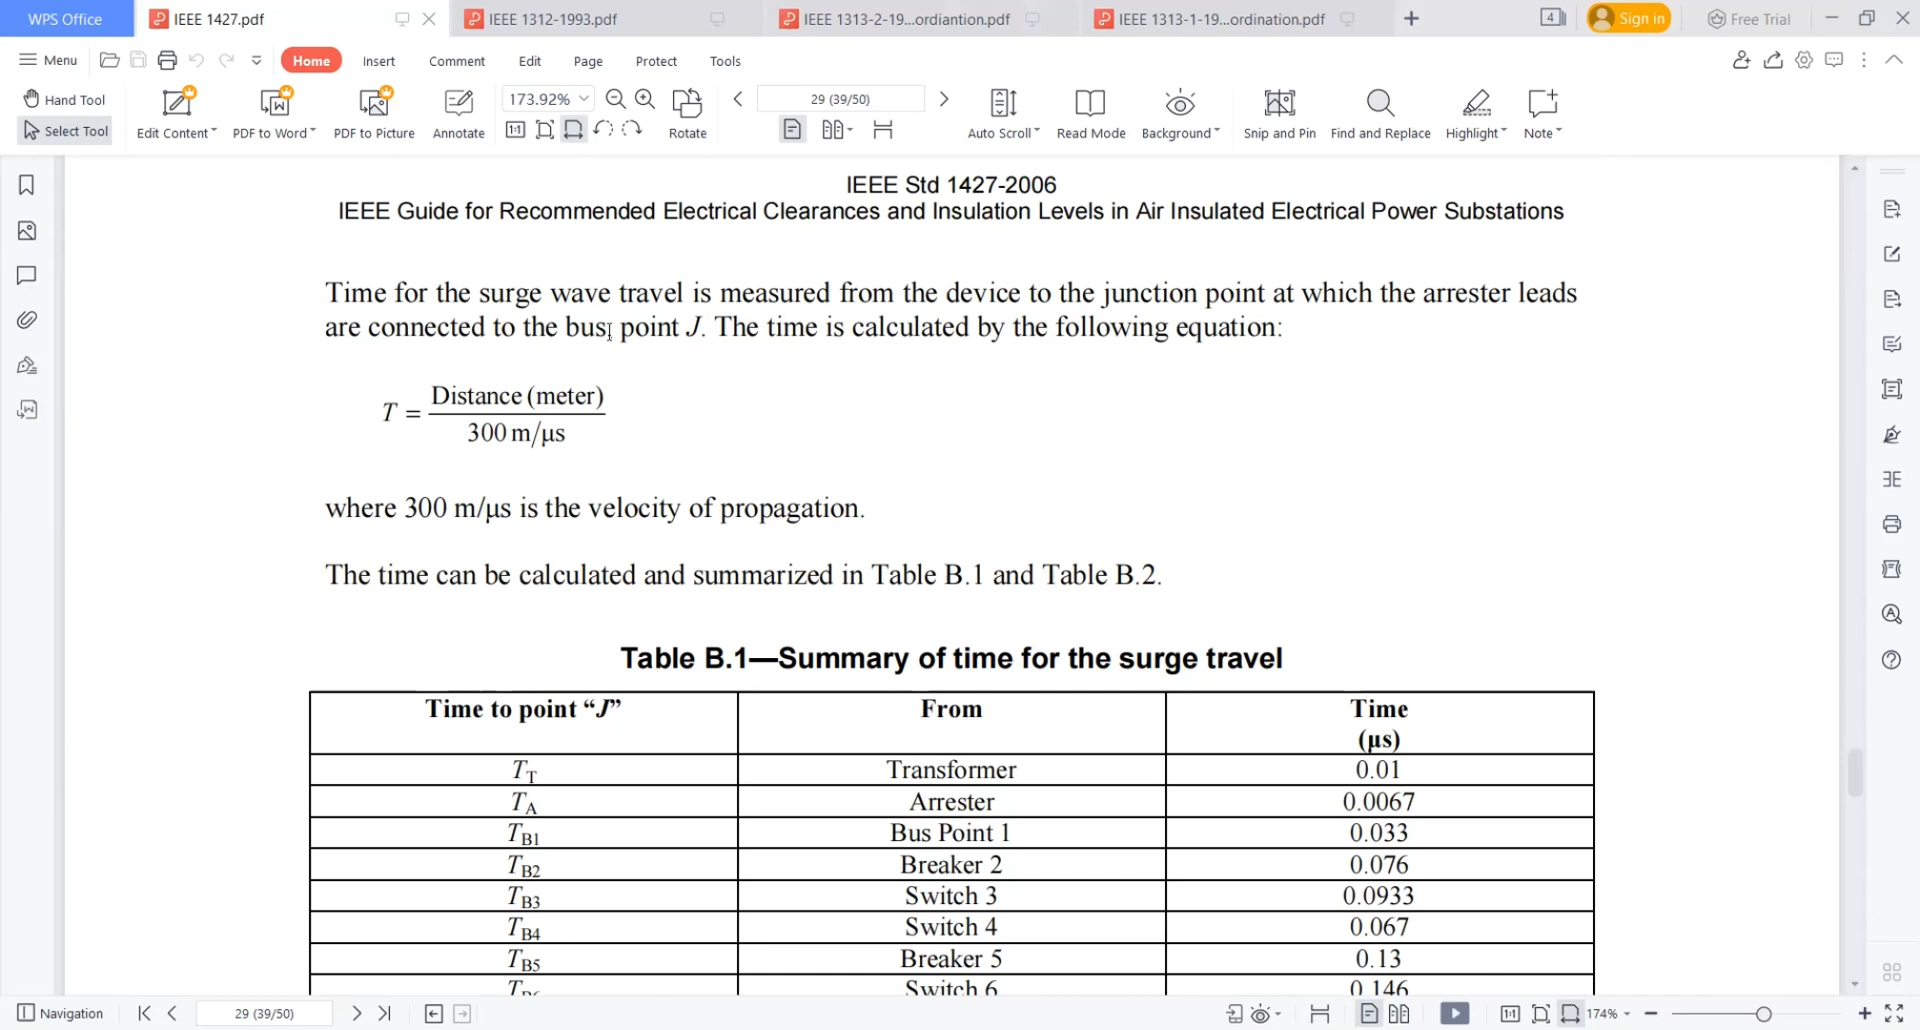 WPS Office
IEEE 1427.pdf
IEEE 1312-1993.pdf
IEEE 1313-2-19...ordiantion.pdf
IEEE 1313-1-19...ordination.pdf
4
Sign in
Free Trial
Menu
Home
Insert
Comment
Edit
Page
Protect
Tools
Hand Tool
Select Tool
Edit Content
PDF to Word
PDF to Picture
Annotate
173.92%
1:1
Rotate
29 (39/50)
Auto Scroll
Read Mode
Background
Snip and Pin
Find and Replace
Highlight
Note
IEEE Std 1427-2006
IEEE Guide for Recommended Electrical Clearances and Insulation Levels in Air Insulated Electrical Power Substations
Time for the surge wave travel is measured from the device to the junction point at which the arrester leads
are connected to the bus, point J. The time is calculated by the following equation:
T = Distance (meter) / 300 m/μs
where 300 m/μs is the velocity of propagation.
The time can be calculated and summarized in Table B.1 and Table B.2.
Table B.1—Summary of time for the surge travel
Time to point “J” From Time (μs)
TT Transformer 0.01
TA Arrester 0.0067
TB1 Bus Point 1 0.033
TB2 Breaker 2 0.076
TB3 Switch 3 0.0933
TB4 Switch 4 0.067
TB5 Breaker 5 0.13
TB6 Switch 6 0.146
Navigation
29 (39/50)
1:1
174%